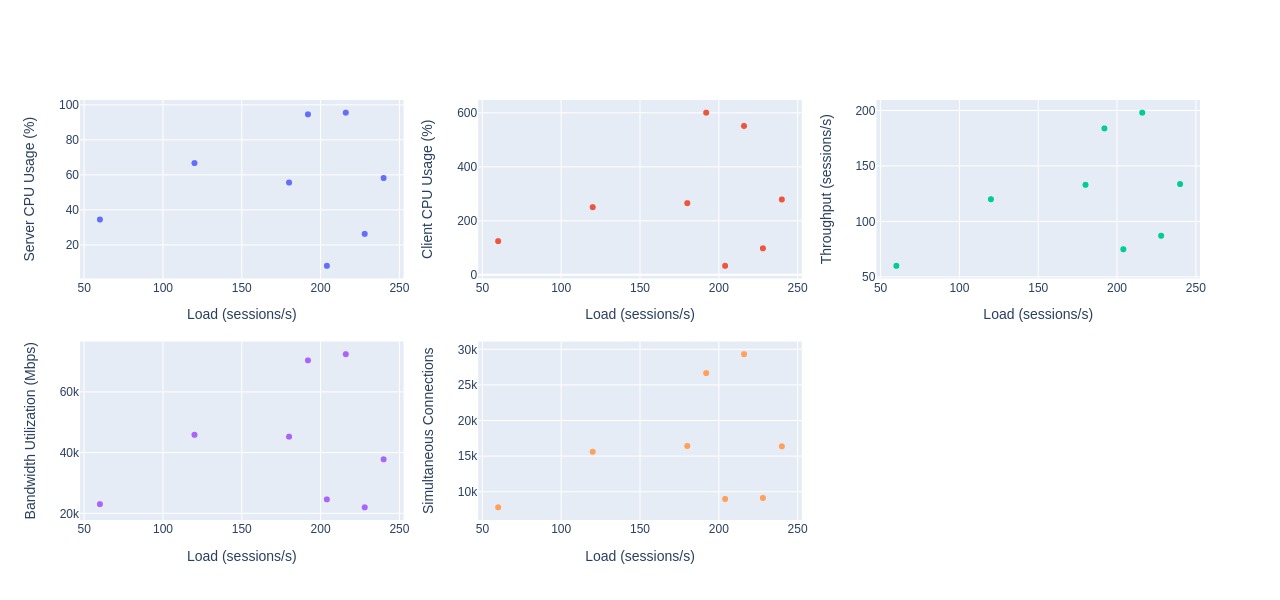 Server CPU Usage (%)
100
80
60
40
20
50 100 150 200 250
Load (sessions/s)
Client CPU Usage (%)
600
400
200
0
50 100 150 200 250
Load (sessions/s)
Throughput (sessions/s)
200
150
100
50
50 100 150 200 250
Load (sessions/s)
Bandwidth Utilization (Mbps)
60k
40k
20k
50 100 150 200 250
Load (sessions/s)
Simultaneous Connections
30k
25k
20k
15k
10k
50 100 150 200 250
Load (sessions/s)